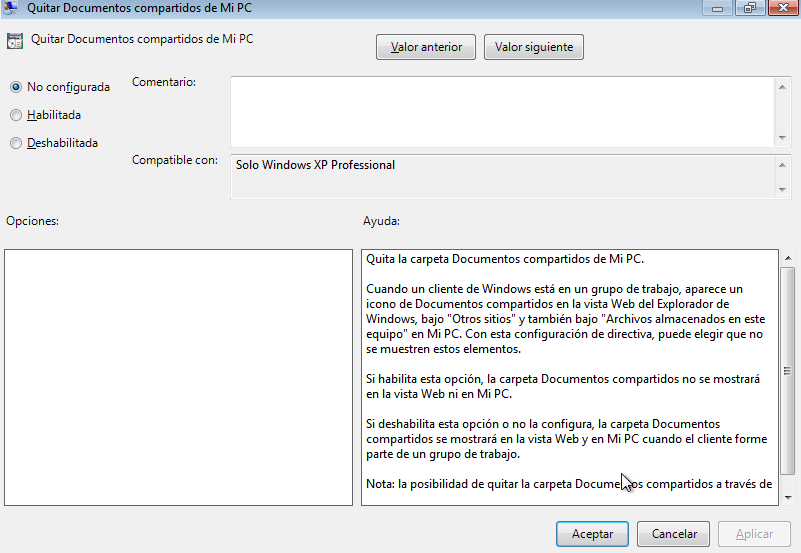 Quitar Documentos compartidos de Mi PC
Quitar Documentos compartidos de Mi PC
Valor anterior
Valor siguiente
No configurada
Habilitada
Deshabilitada
Comentario:
Compatible con:
Solo Windows XP Professional
Opciones:
Ayuda:
Quita la carpeta Documentos compartidos de Mi PC.
Cuando un cliente de Windows está en un grupo de trabajo, aparece un
icono de Documentos compartidos en la vista Web del Explorador de
Windows, bajo "Otros sitios" y también bajo "Archivos almacenados en este
equipo" en Mi PC. Con esta configuración de directiva, puede elegir que no
se muestren estos elementos.
Si habilita esta opción, la carpeta Documentos compartidos no se mostrará
en la vista Web ni en Mi PC.
Si deshabilita esta opción o no la configura, la carpeta Documentos
compartidos se mostrará en la vista Web y en Mi PC cuando el cliente forme
parte de un grupo de trabajo.
Nota: la posibilidad de quitar la carpeta Documentos compartidos a través de
Aceptar
Cancelar
Aplicar